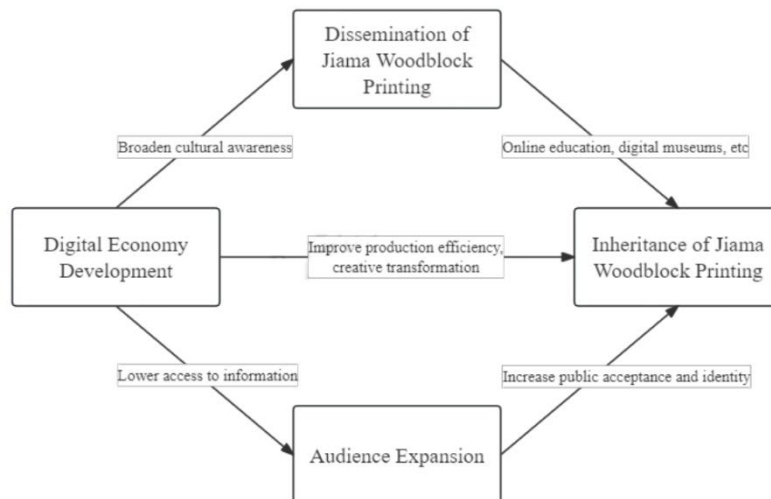 Dissemination of
Jiama Woodblock
Printing
Broaden cultural awareness
Online education, digital museums, etc
Digital Economy
Development
Improve production efficiency,
creative transformation
Inheritance of Jiama
Woodblock Printing
Lower access to information
Increase public acceptance and identity
Audience Expansion